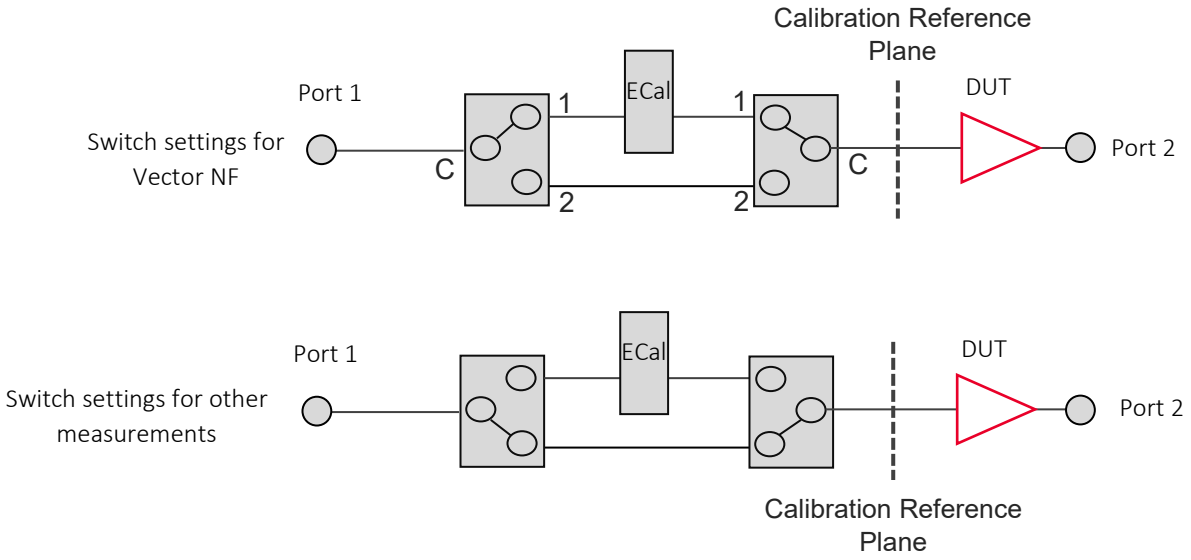 Calibration Reference
Plane
Port 1
ECal
DUT
1
1
Switch settings for
Vector NF
C
C
Port 2
2
2
Port 1
ECal
DUT
Switch settings for other
measurements
Port 2
Calibration Reference
Plane